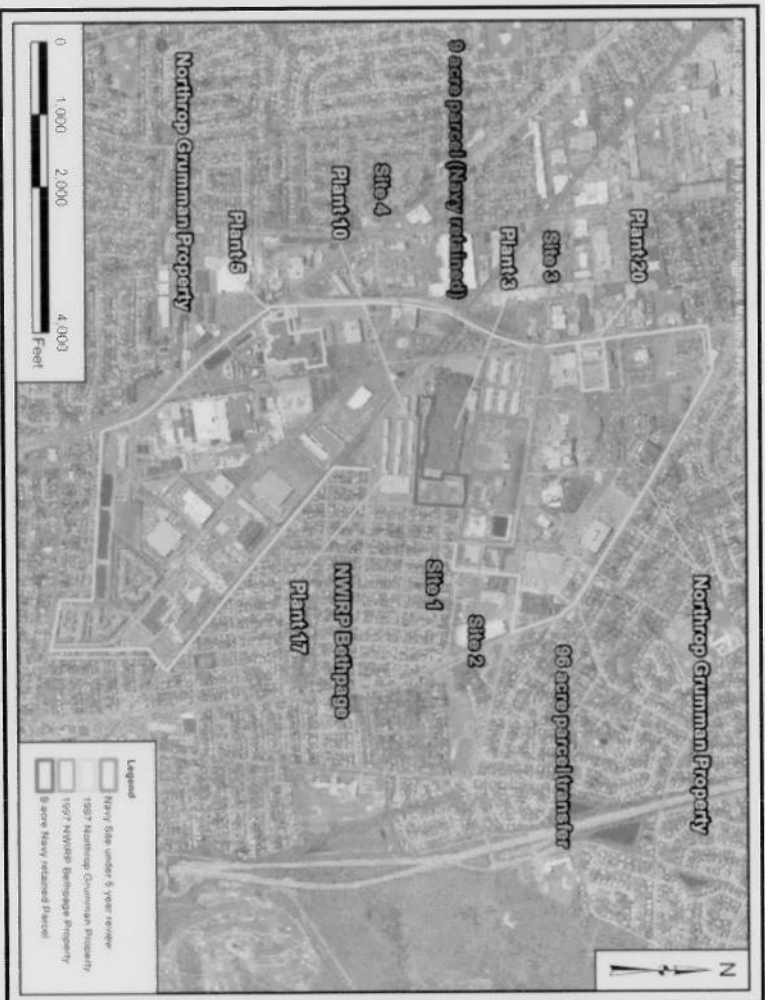 N
Northrop Grumman Property
Plant 20
96 acre parcel transfer
Site 3
Plant 3
Site 2
9 acre parcel (Navy retained)
Site 1
Site 4
Plant 10
NWIRP Bethpage
Plant 17
Plant 5
Northrop Grumman Property
Legend
Navy Site under 5 year review
1997 Northrop Grumman Property
1997 NWIRP Bethpage Property
9 acre Navy retained Parcel
0 1,000 2,000 4,000
Feet